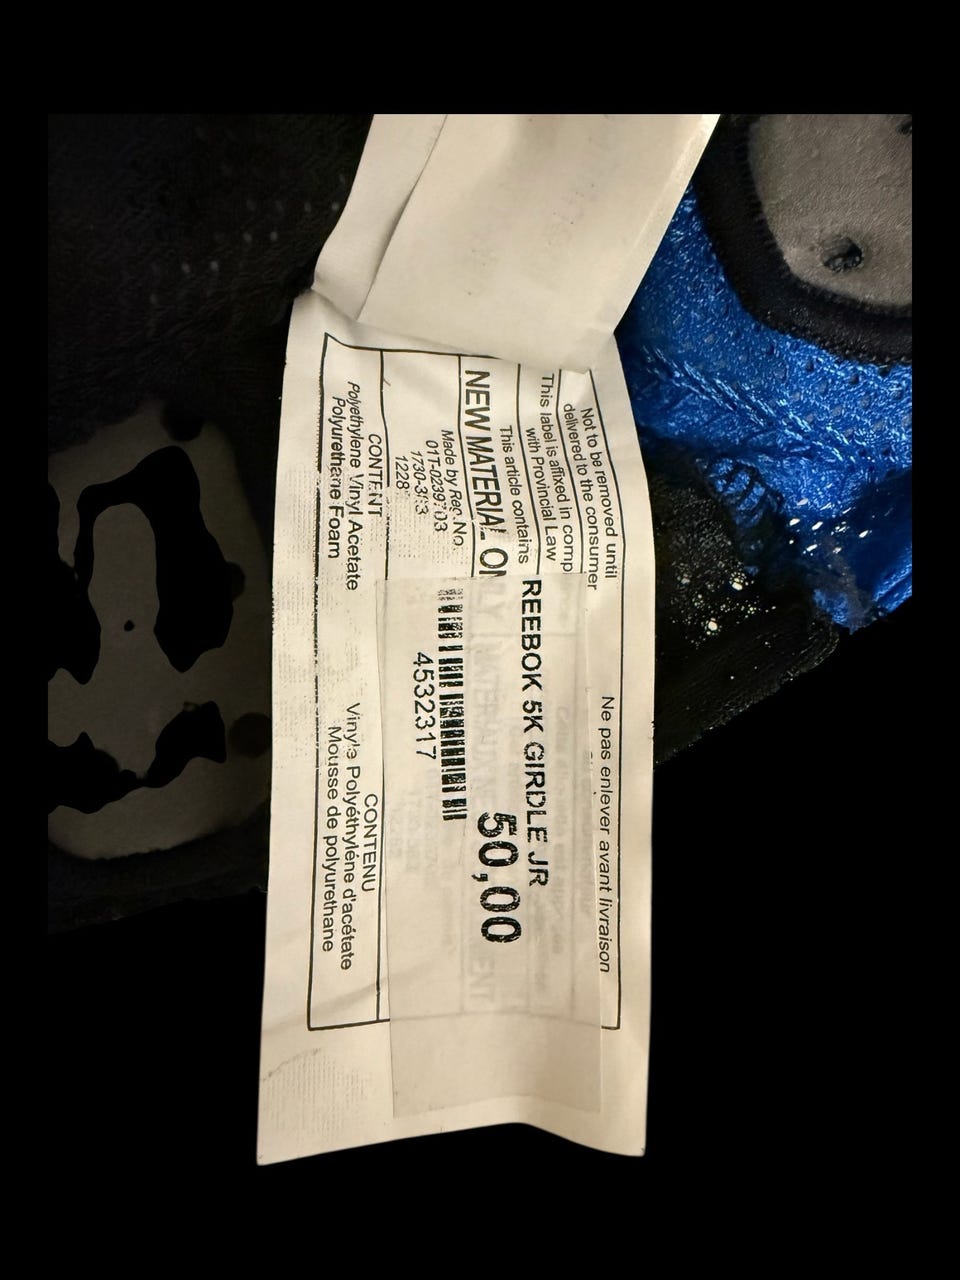 Not to be removed until
delivered to the consumer
This label is affixed in comp
with Provincial Law
This article contains
NEW MATERIAL ONLY
Made by Reg. No.
CONTENT
Polyethylene Vinyl Acetate
Polyurethane Foam
Ne pas enlever avant livraison
REEBOK 5K GIRDLE JR
50,00
4532317
CONTENU
Vinyle Polyéthylène d'acétate
Mousse de polyurethane